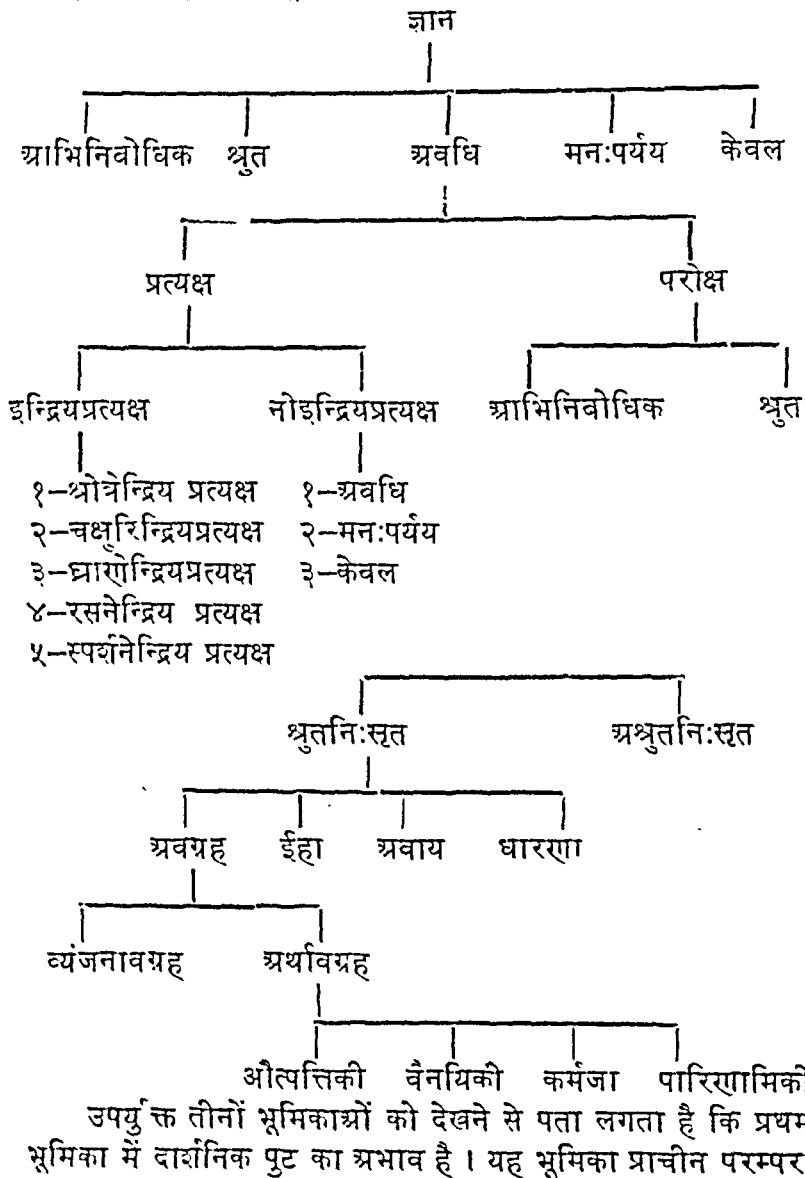 ज्ञान
आभिनिवोधिक श्रुत अवधि मन:पर्यय केवल
प्रत्यक्ष परोक्ष
इन्द्रियप्रत्यक्ष नोइन्द्रियप्रत्यक्ष आभिनिवोधिक श्रुत
१–श्रोत्रेन्द्रिय प्रत्यक्ष १–अवधि
२–चक्षुरिन्द्रियप्रत्यक्ष २–मन:पर्यय
३–घ्राणेन्द्रियप्रत्यक्ष ३–केवल
४–रसनेन्द्रिय प्रत्यक्ष
५–स्पर्शनेन्द्रिय प्रत्यक्ष
श्रुतनि:सृत अश्रुतनि:सृत
अवग्रह ईहा अवाय धारणा
व्यंजनावग्रह अर्थावग्रह
औत्पत्तिकी वैनयिकी कर्मजा पारिणामिकी
उपर्युक्त तीनों भूमिकाओं को देखने से पता लगता है कि प्रथम
भूमिका में दार्शनिक पुट का अभाव है । यह भूमिका प्राचीन परम्पर